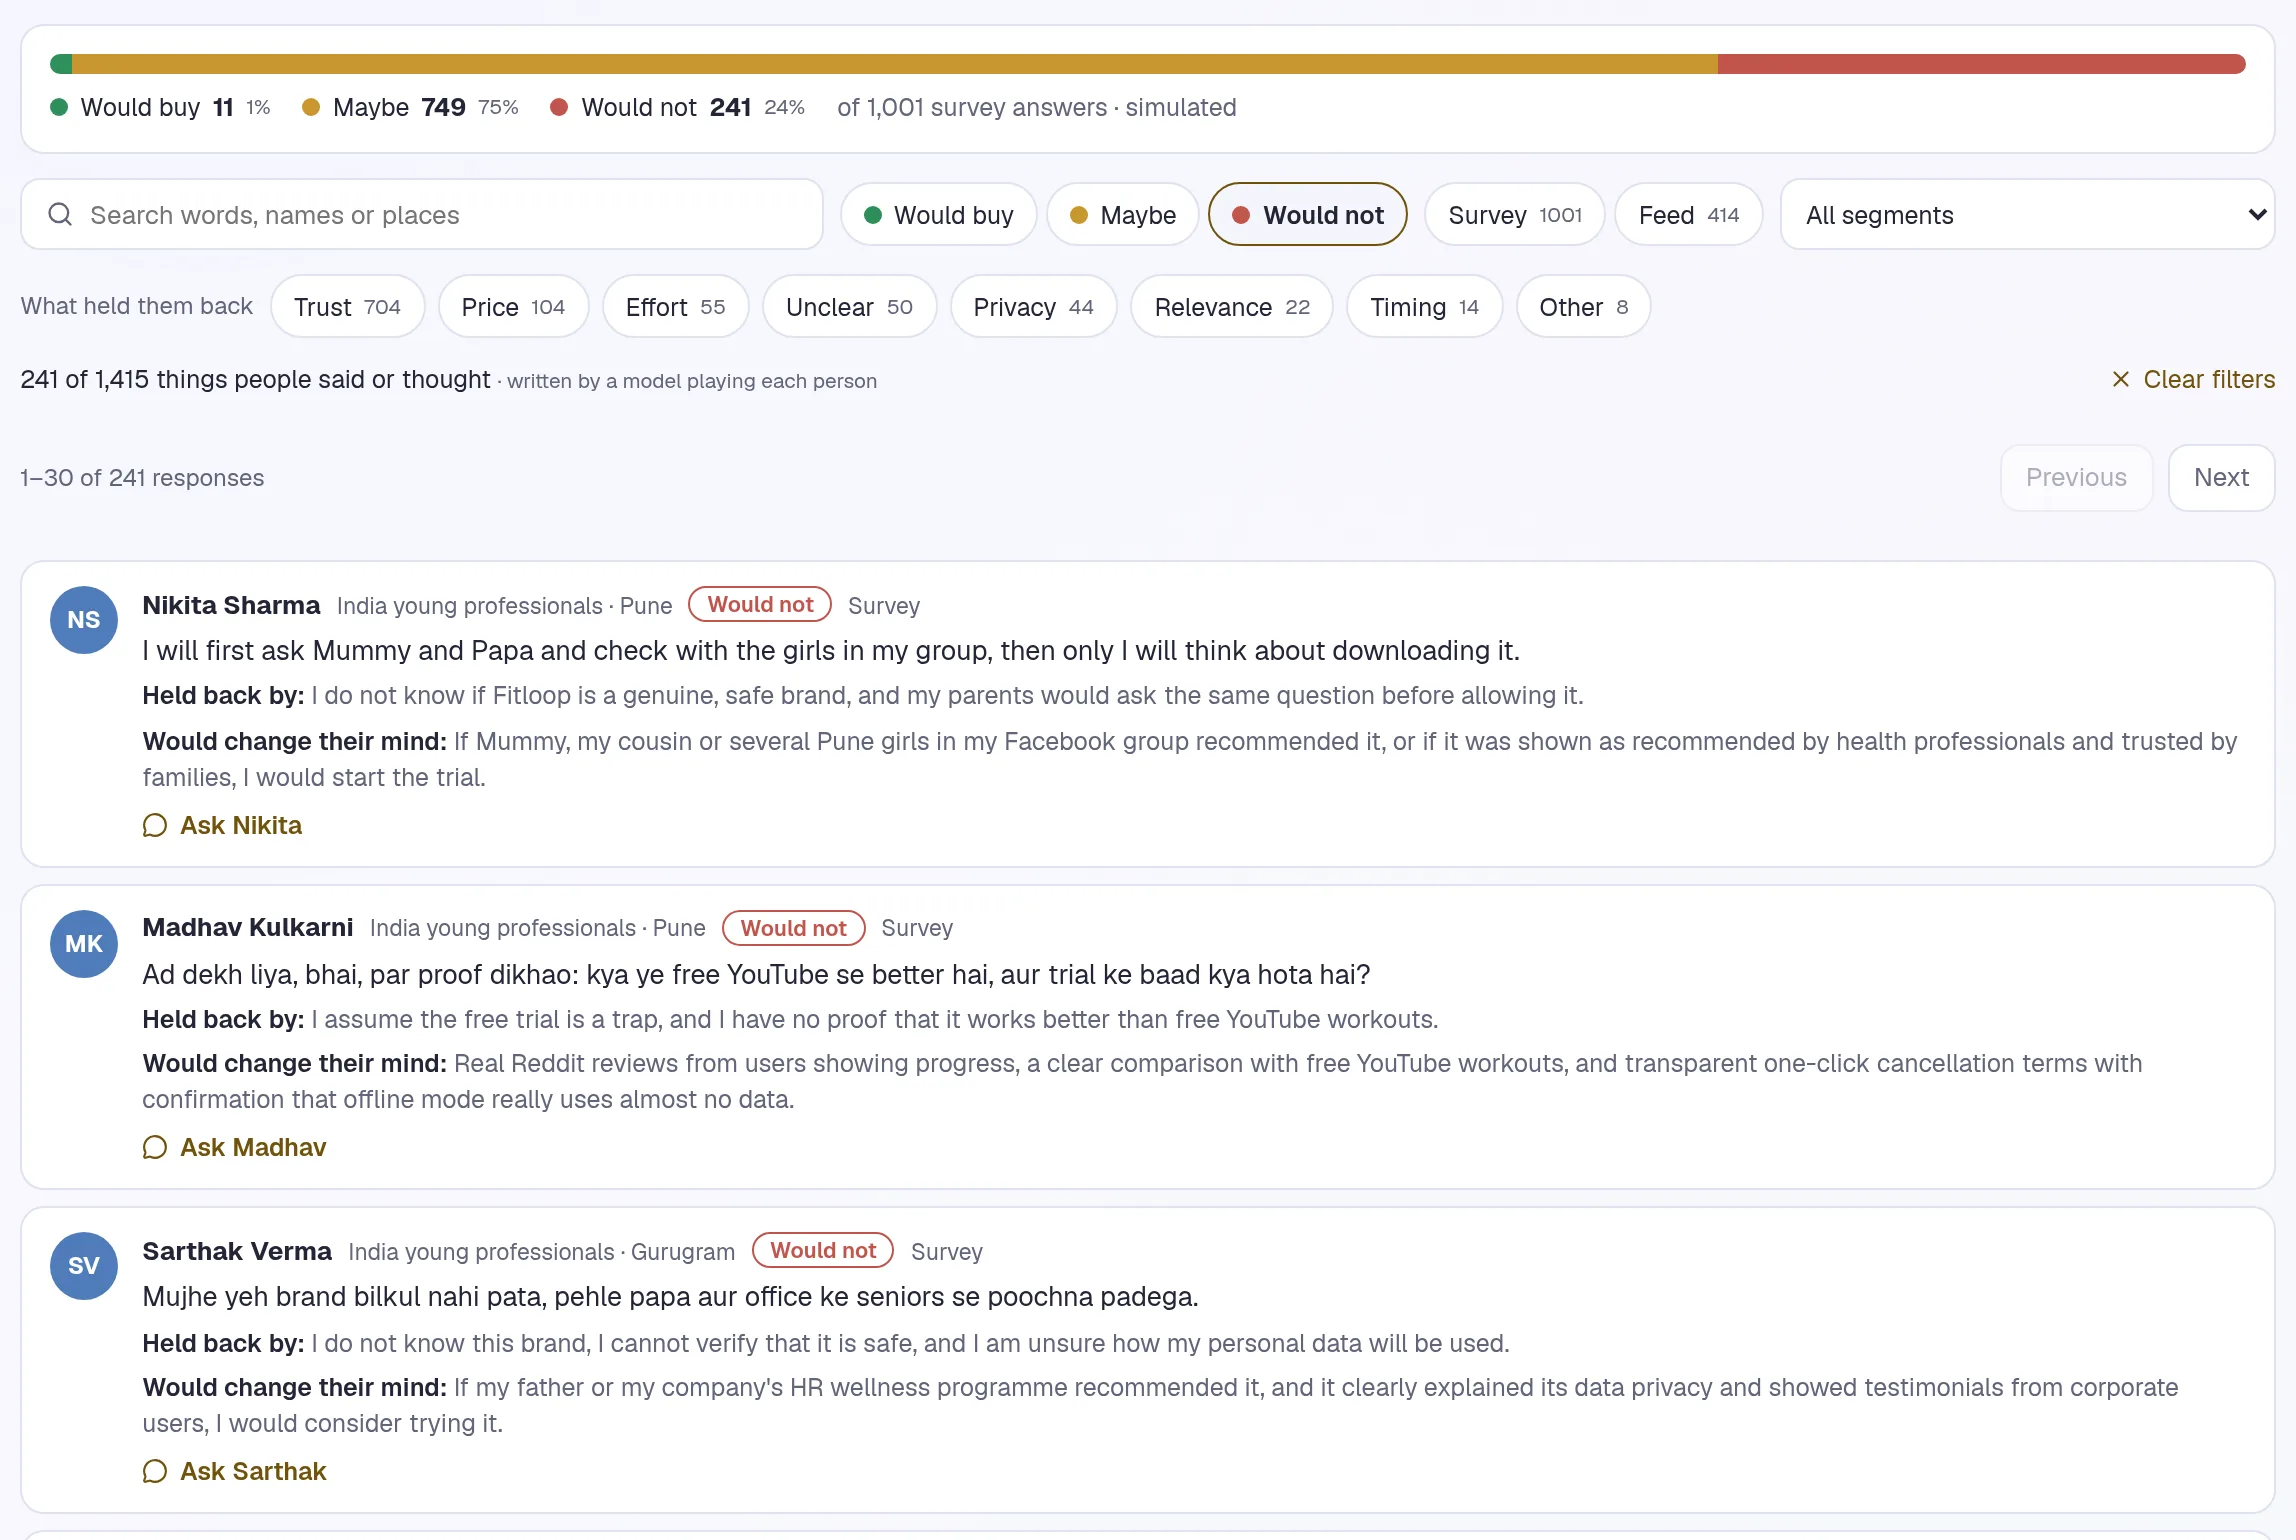 Would buy 11 1% Maybe 749 75% Would not 241 24% of 1,001 survey answers · simulated
Search words, names or places Would buy Maybe Would not Survey 1001 Feed 414 All segments
What held them back Trust 704 Price 104 Effort 55 Unclear 50 Privacy 44 Relevance 22 Timing 14 Other 8
241 of 1,415 things people said or thought · written by a model playing each person Clear filters
1–30 of 241 responses Previous Next
NS Nikita Sharma India young professionals · Pune Would not Survey
I will first ask Mummy and Papa and check with the girls in my group, then only I will think about downloading it.
Held back by: I do not know if Fitloop is a genuine, safe brand, and my parents would ask the same question before allowing it.
Would change their mind: If Mummy, my cousin or several Pune girls in my Facebook group recommended it, or if it was shown as recommended by health professionals and trusted by
families, I would start the trial.
Ask Nikita
MK Madhav Kulkarni India young professionals · Pune Would not Survey
Ad dekh liya, bhai, par proof dikhao: kya ye free YouTube se better hai, aur trial ke baad kya hota hai?
Held back by: I assume the free trial is a trap, and I have no proof that it works better than free YouTube workouts.
Would change their mind: Real Reddit reviews from users showing progress, a clear comparison with free YouTube workouts, and transparent one-click cancellation terms with
confirmation that offline mode really uses almost no data.
Ask Madhav
SV Sarthak Verma India young professionals · Gurugram Would not Survey
Mujhe yeh brand bilkul nahi pata, pehle papa aur office ke seniors se poochna padega.
Held back by: I do not know this brand, I cannot verify that it is safe, and I am unsure how my personal data will be used.
Would change their mind: If my father or my company's HR wellness programme recommended it, and it clearly explained its data privacy and showed testimonials from corporate
users, I would consider trying it.
Ask Sarthak